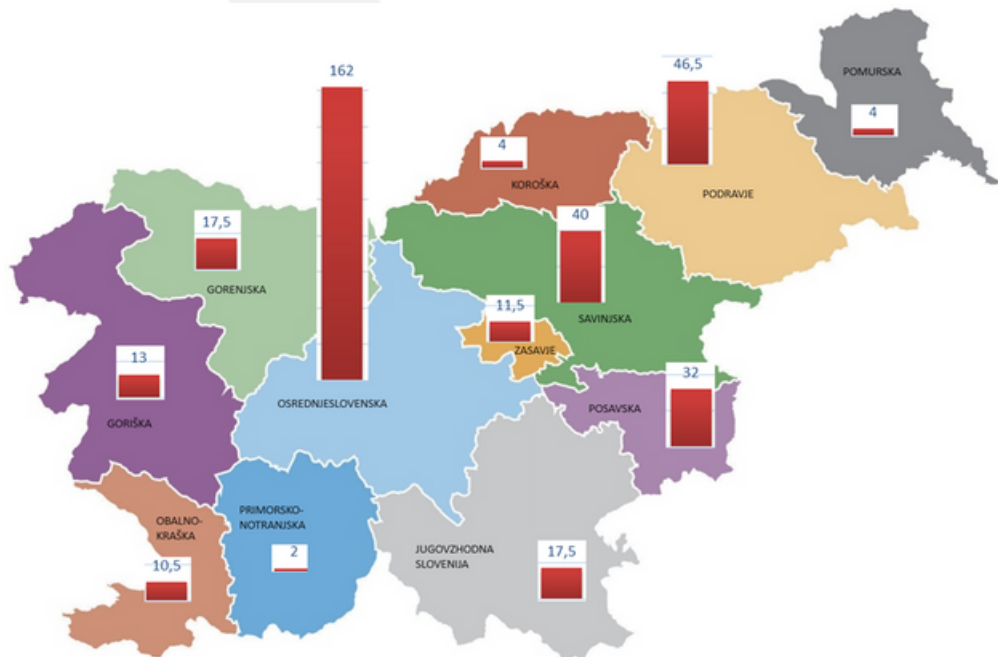 162
46,5
POMURSKA
4
4
KOROŠKA
PODRAVJE
17,5
40
GORENJSKA
11,5
SAVINJSKA
ZASAVJE
13
32
OSREDNJESLOVENSKA
POSAVSKA
GORIŠKA
OBALNO-
KRAŠKA
PRIMORSKO-
NOTRANJSKA
10,5
2
JUGOVZHODNA
SLOVENIJA
17,5